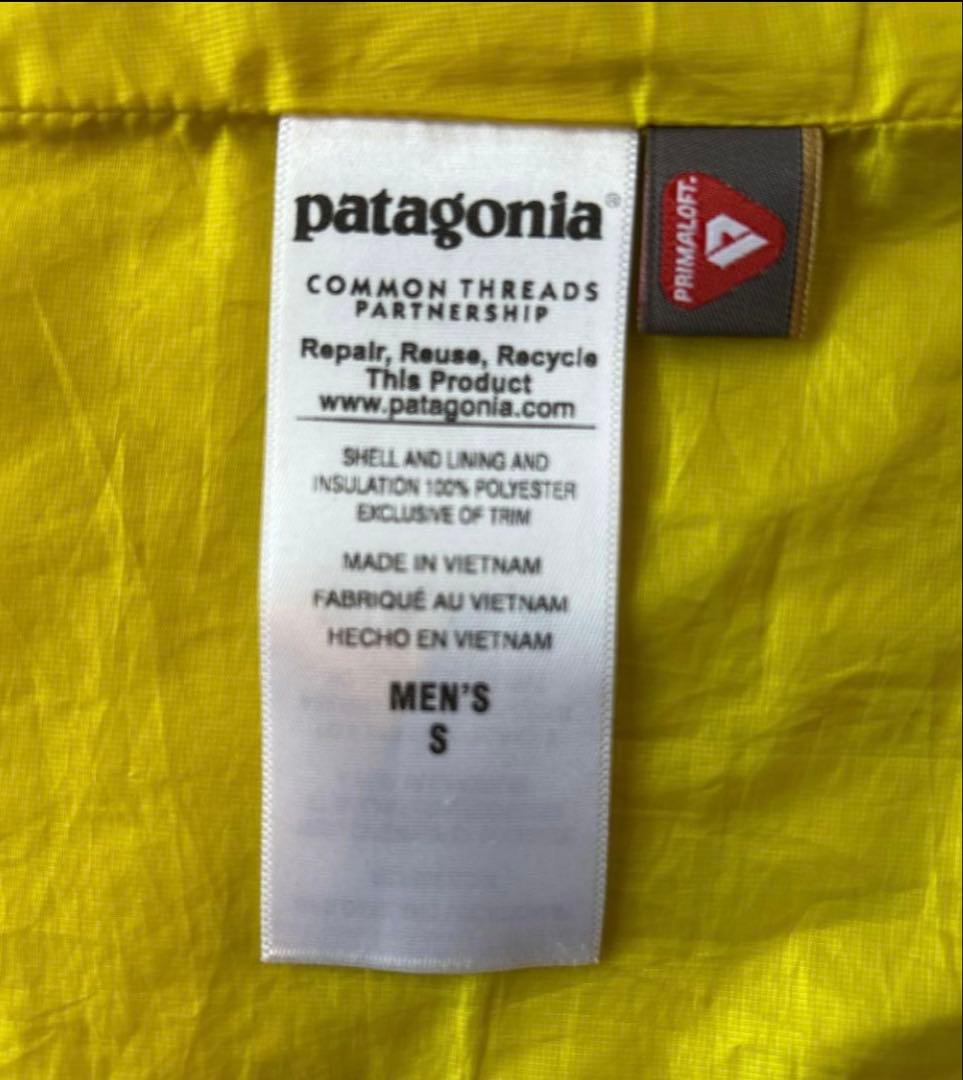 patagonia®
COMMON THREADS
PARTNERSHIP
Repair, Reuse, Recycle
This Product
www.patagonia.com
SHELL AND LINING AND
INSULATION 100% POLYESTER
EXCLUSIVE OF TRIM
MADE IN VIETNAM
FABRIQUÉ AU VIETNAM
HECHO EN VIETNAM
MEN'S
S
PRIMALOFT.